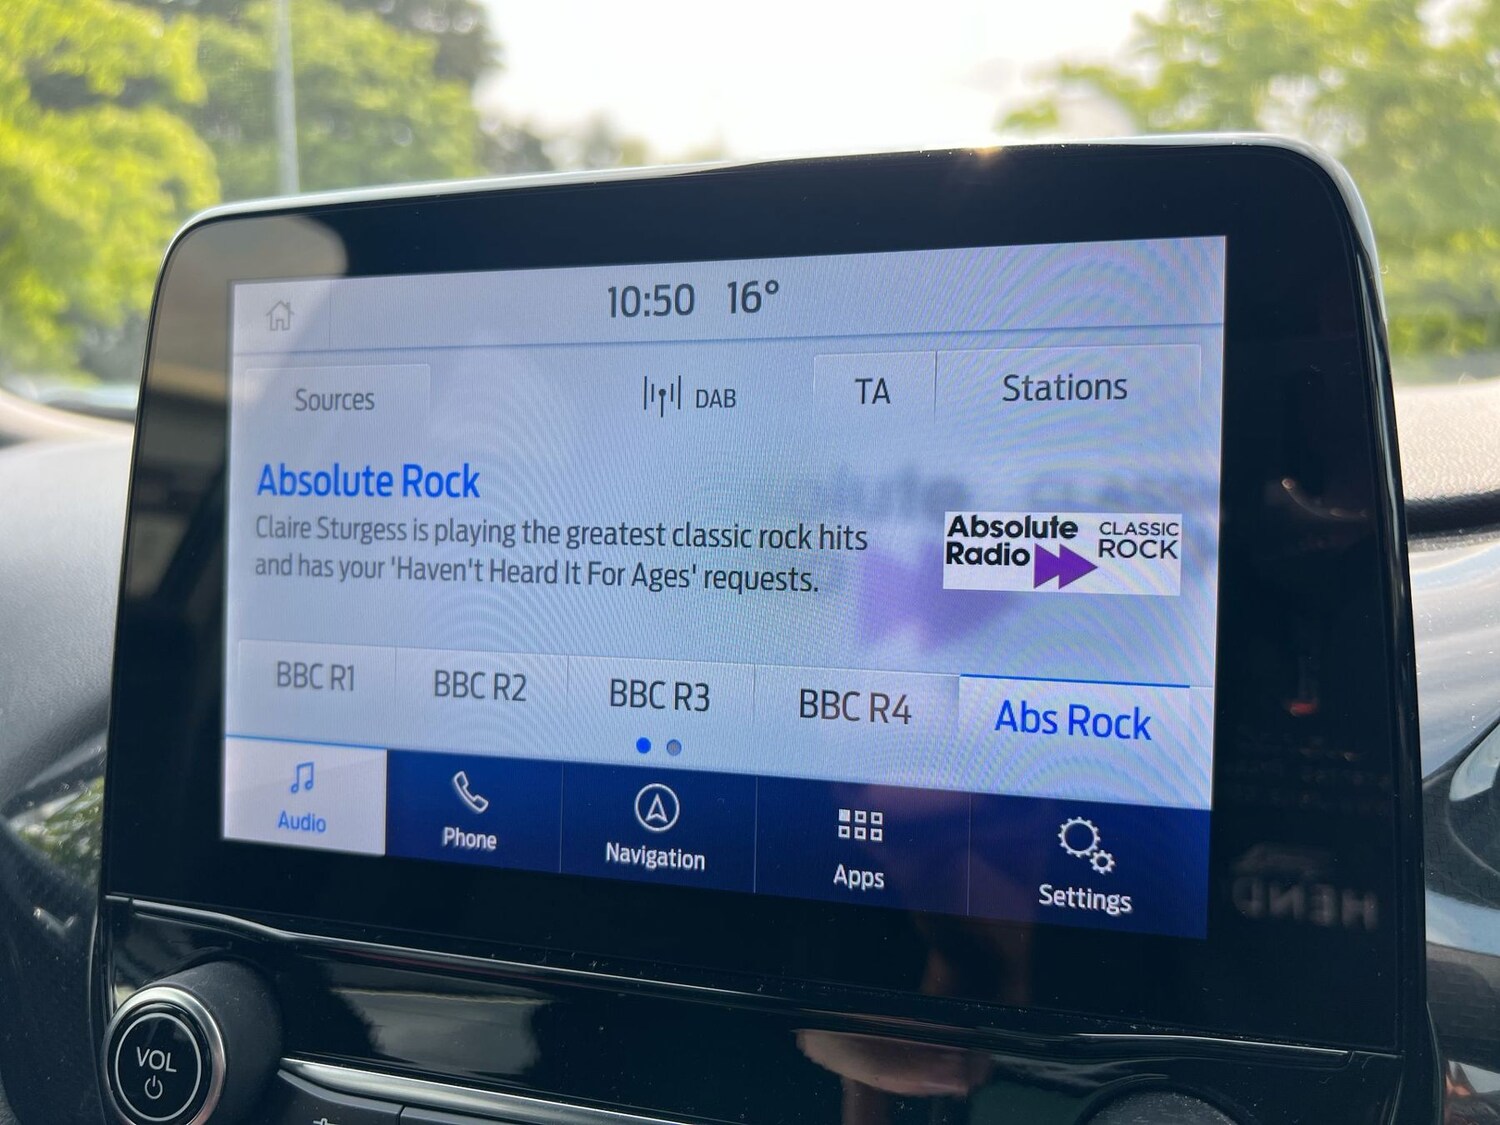 10:50 16°
Sources DAB TA Stations
Absolute Rock
Claire Sturgess is playing the greatest classic rock hits
and has your 'Haven't Heard It For Ages' requests.
Absolute
Radio
CLASSIC
ROCK
BBC R1 BBC R2 BBC R3 BBC R4 Abs Rock
Audio Phone Navigation Apps Settings
VOL